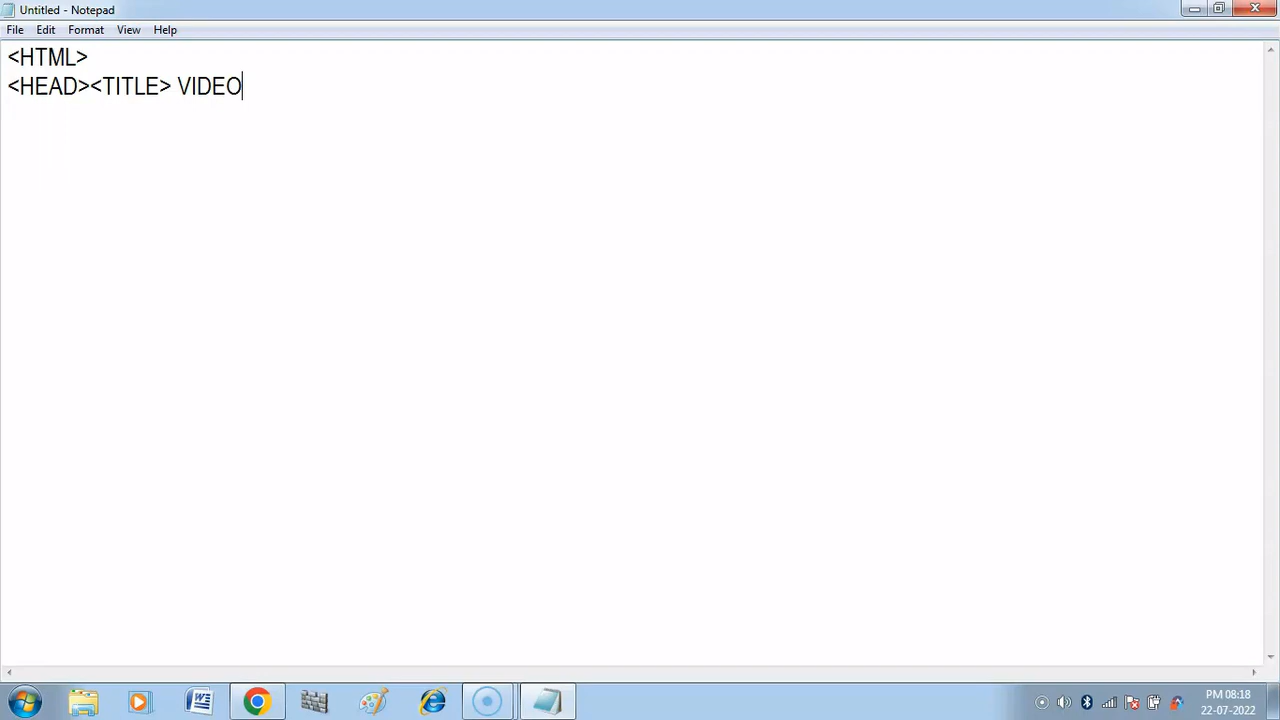 Untitled - Notepad
File Edit Format View Help
<HTML>
<HEAD><TITLE> VIDEO
PM 08:18
22-07-2022